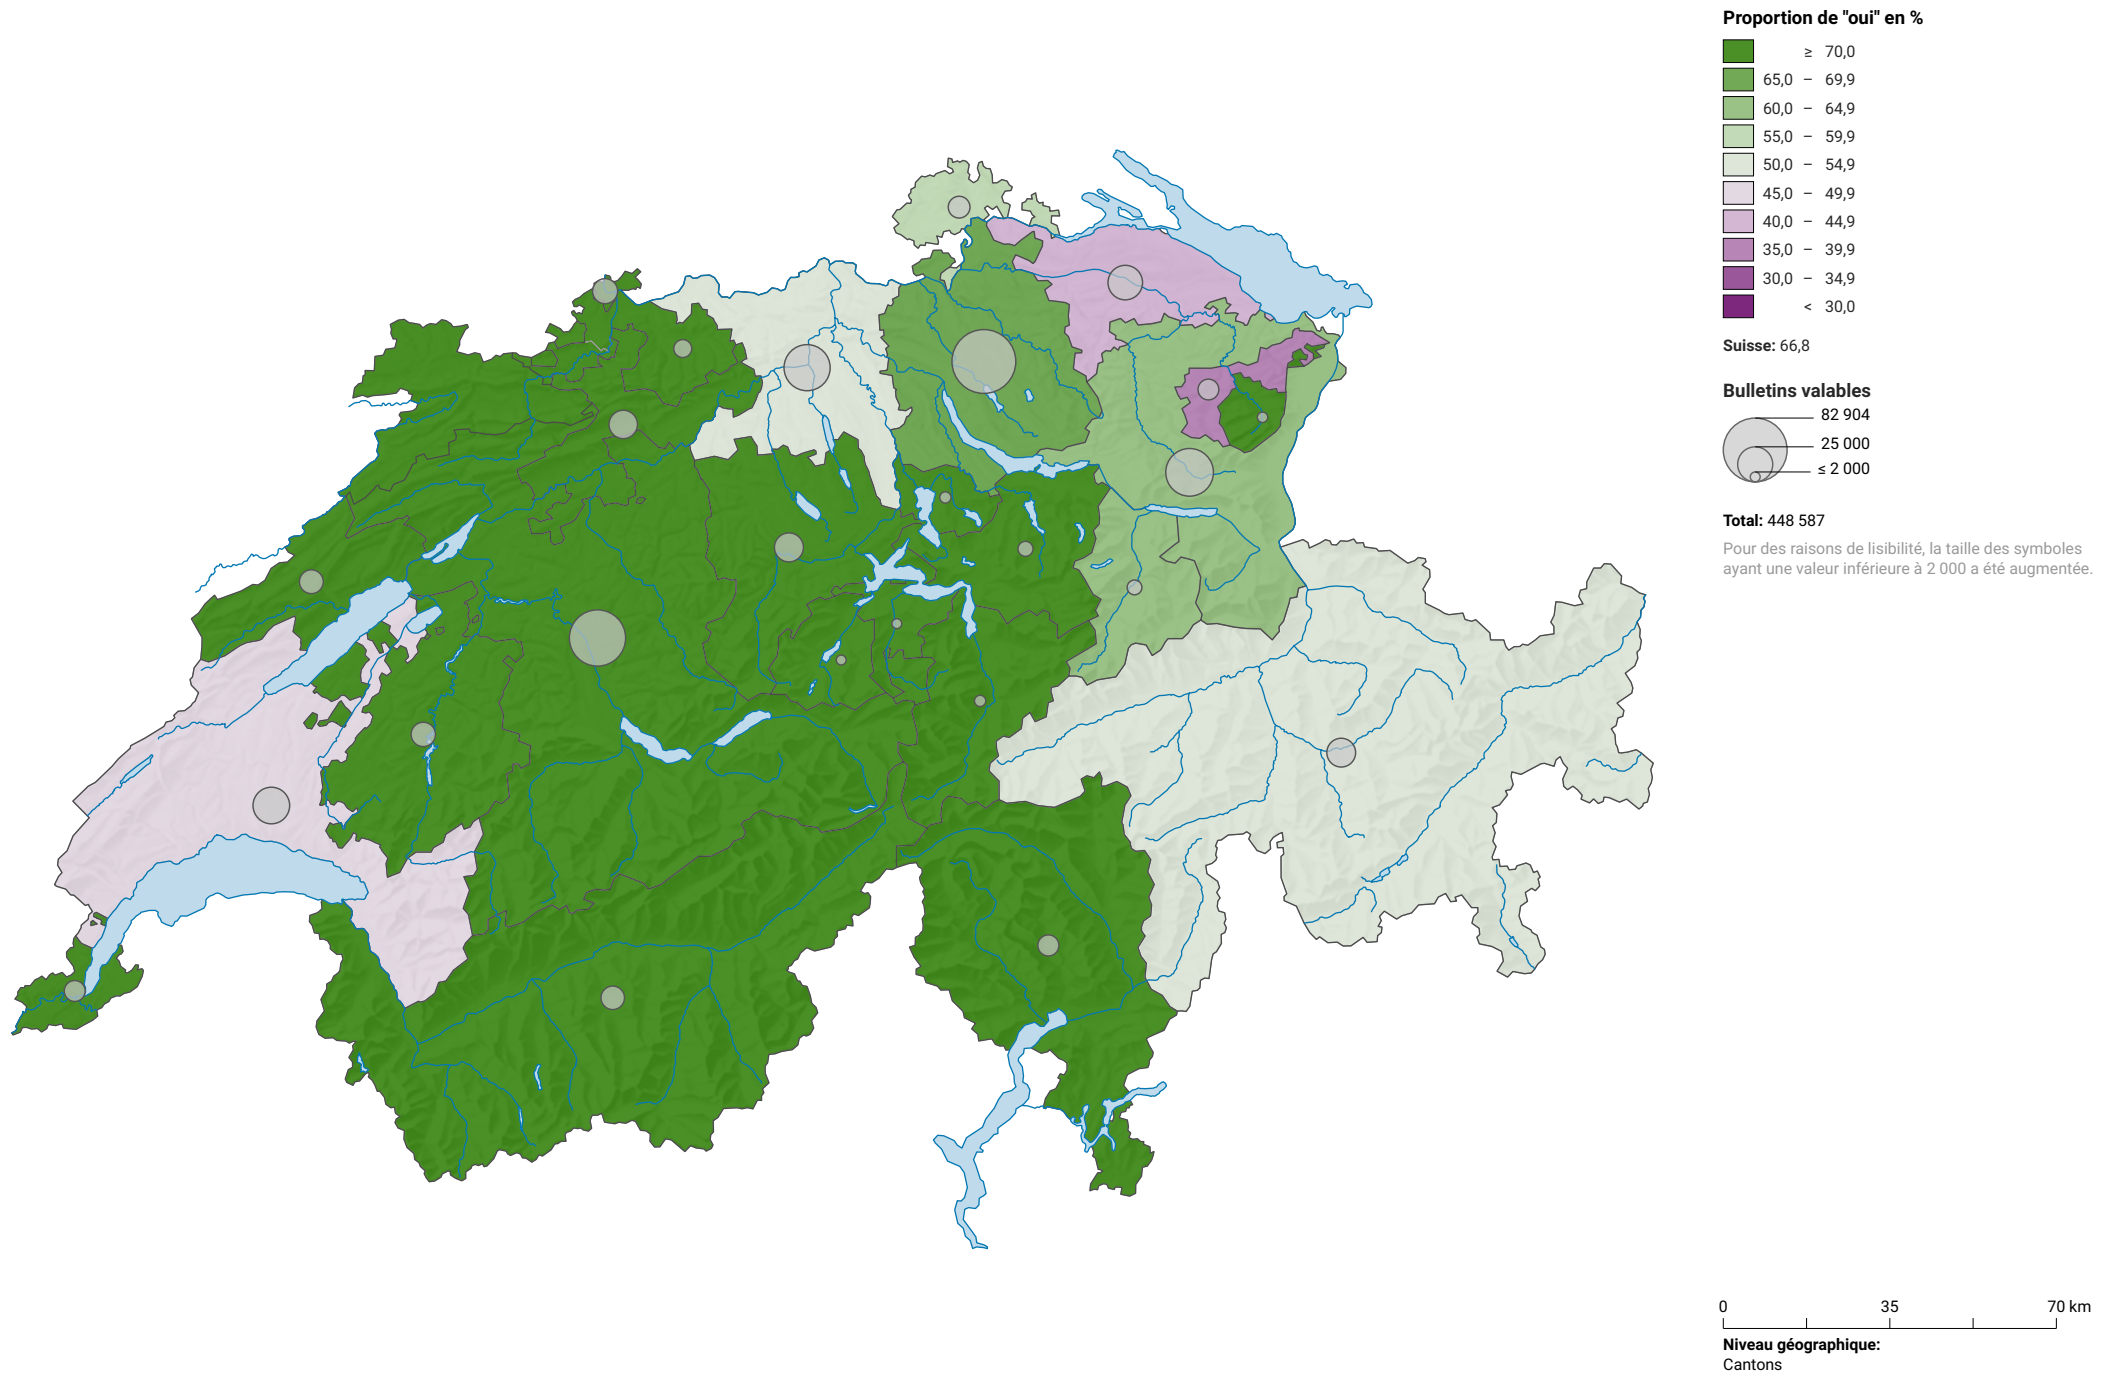 Proportion de "oui" en %
≥ 70,0
65,0 – 69,9
60,0 – 64,9
55,0 – 59,9
50,0 – 54,9
45,0 – 49,9
40,0 – 44,9
35,0 – 39,9
30,0 – 34,9
< 30,0
Suisse: 66,8
Bulletins valables
82 904
25 000
≤ 2 000
Total: 448 587
Pour des raisons de lisibilité, la taille des symboles
ayant une valeur inférieure à 2 000 a été augmentée.
0 35 70 km
Niveau géographique:
Cantons